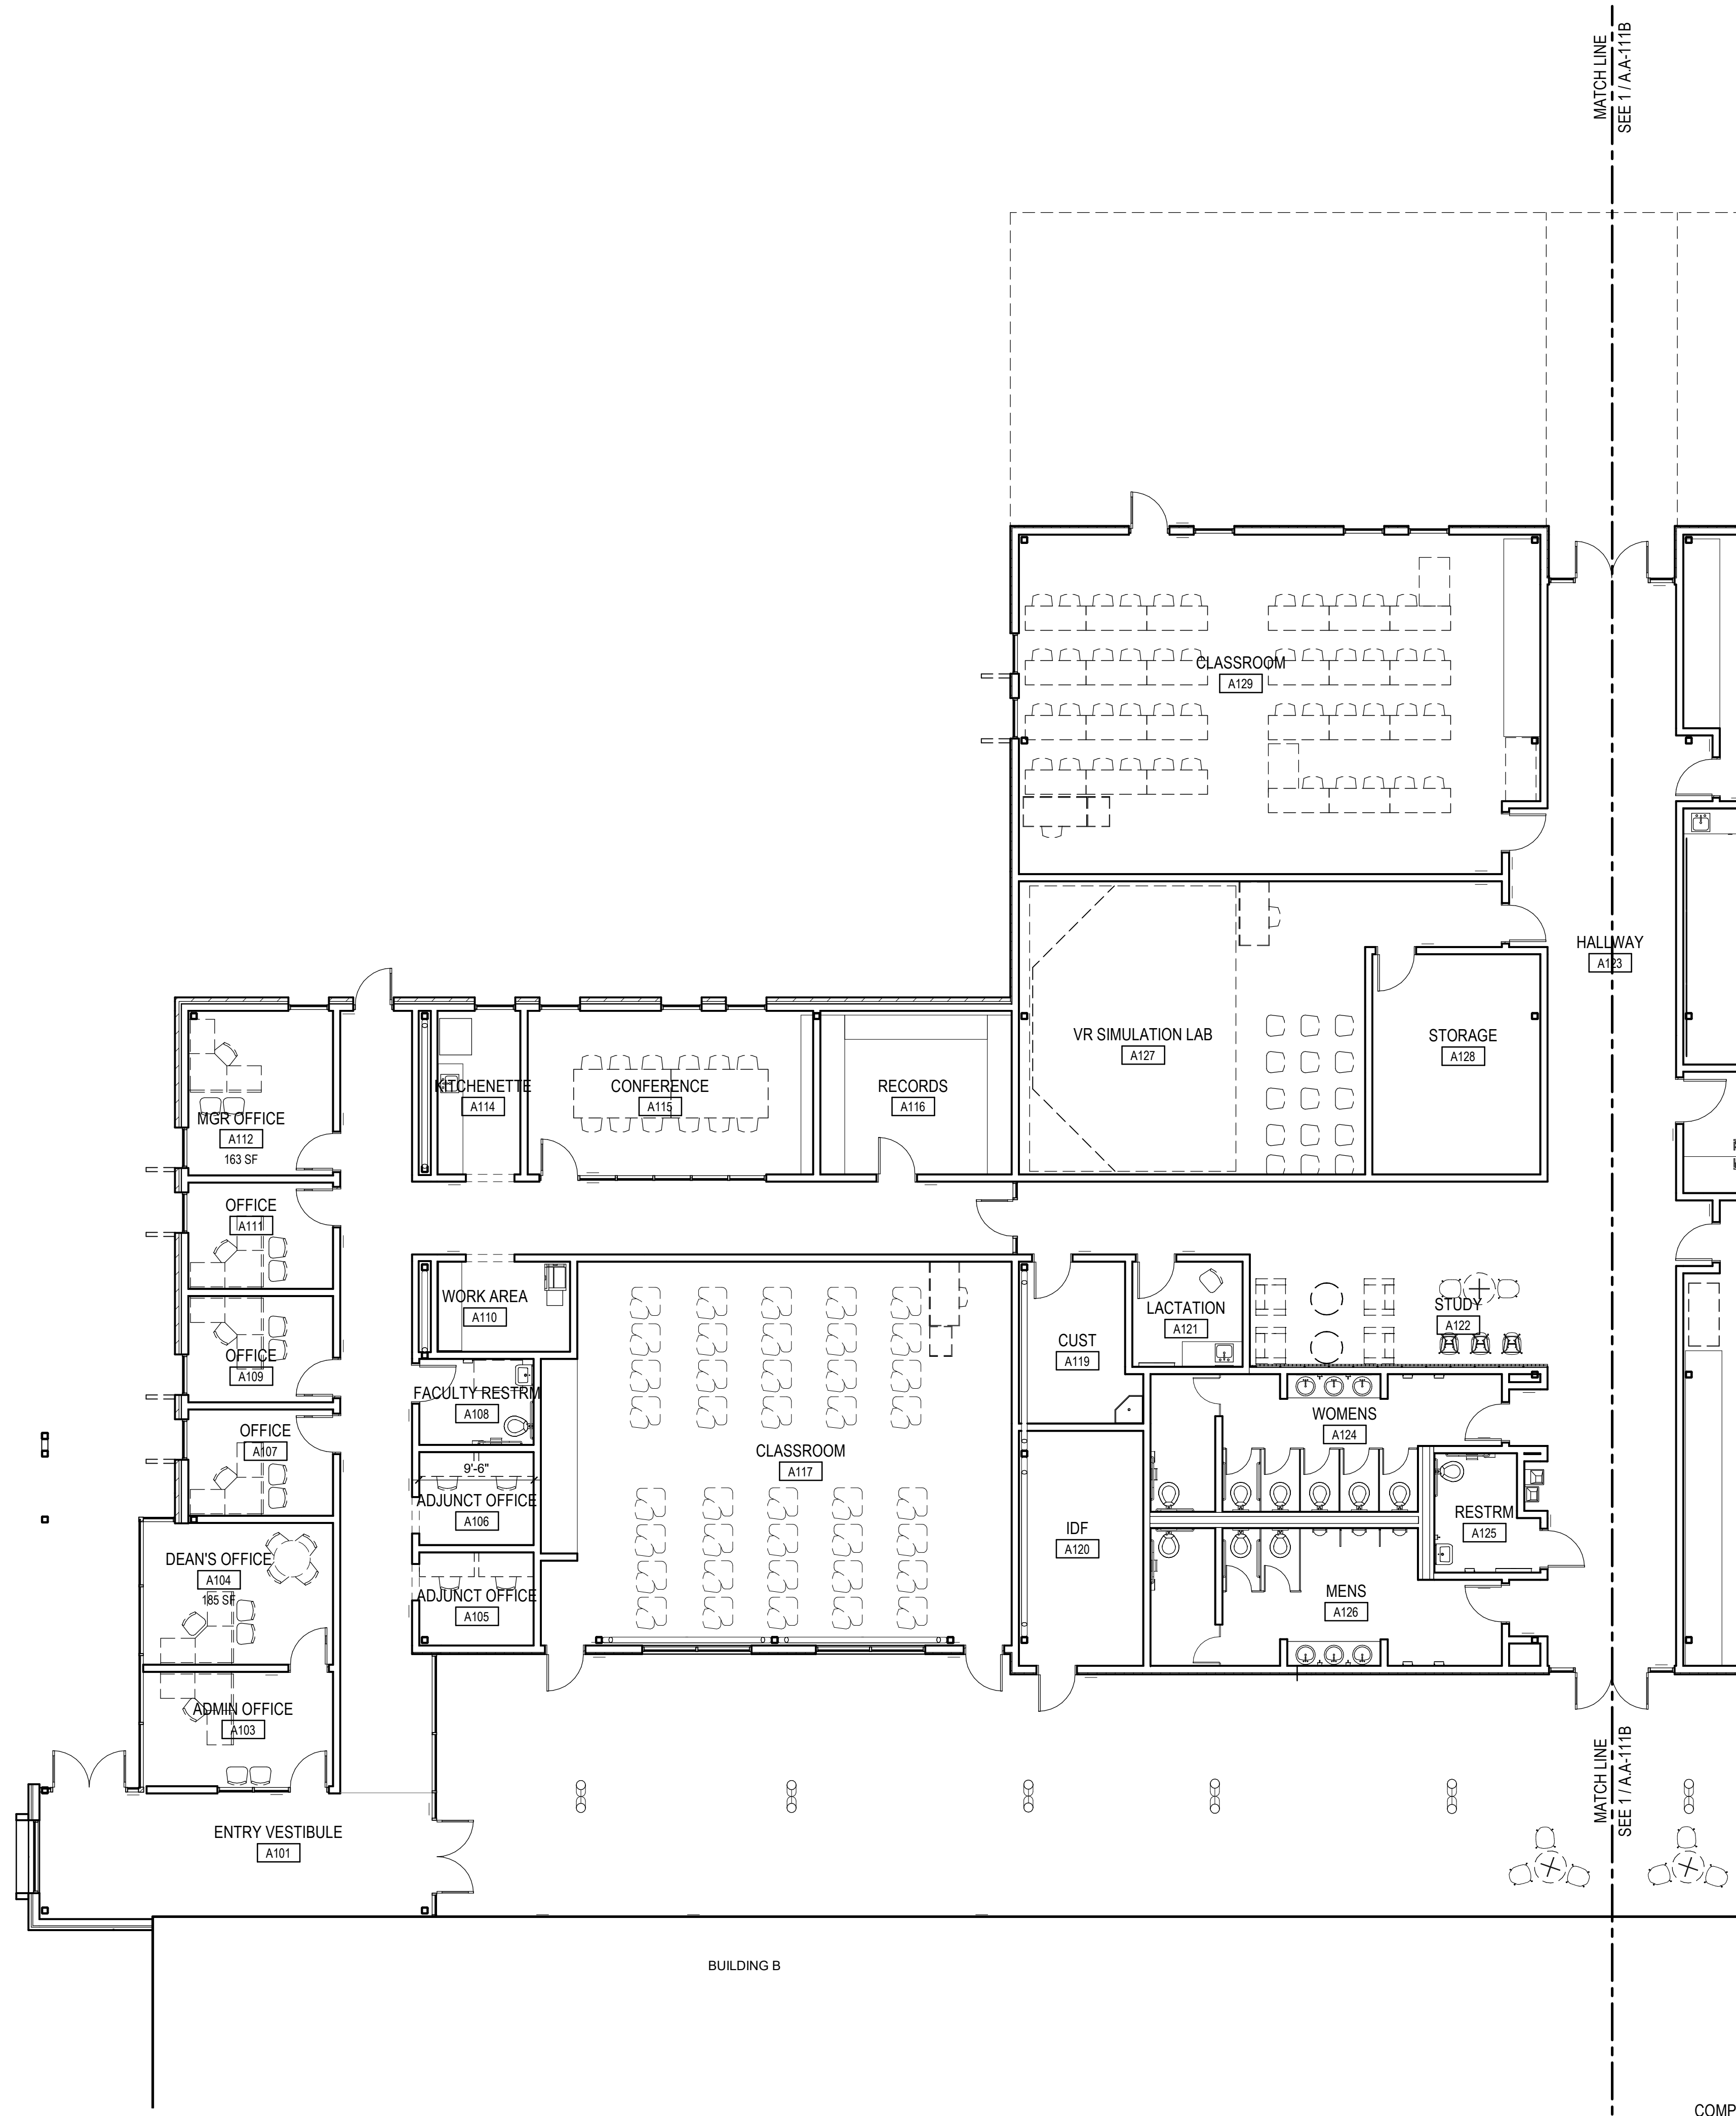 MATCH LINE
SEE 1 / A.A-111B
CLASSROOM
A129
HALLWAY
A123
VR SIMULATION LAB
A127
STORAGE
A128
KITCHENETTE
A114
CONFERENCE
A115
RECORDS
A116
MGR OFFICE
A112
163 SF
OFFICE
A111
WORK AREA
A110
LACTATION
A121
STUDY
A122
CUST
A119
OFFICE
A109
FACULTY RESTRM
A108
WOMENS
A124
OFFICE
A107
CLASSROOM
A117
9'-6"
ADJUNCT OFFICE
A106
RESTRM
A125
IDF
A120
DEAN'S OFFICE
A104
185 SF
ADJUNCT OFFICE
A105
MENS
A126
ADMIN OFFICE
A103
MATCH LINE
SEE 1 / A.A-111B
ENTRY VESTIBULE
A101
BUILDING B
COMP